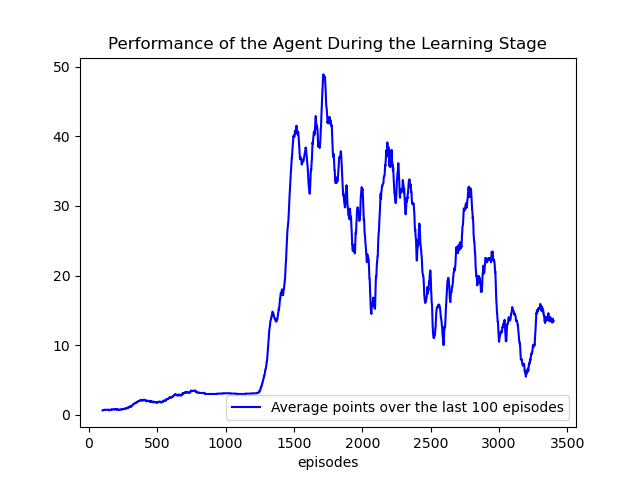 Performance of the Agent During the Learning Stage
50
40
30
20
10
0
Average points over the last 100 episodes
0 500 1000 1500 2000 2500 3000 3500
episodes